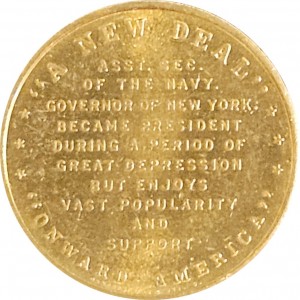 "A NEW DEAL"
ASST. SEC.
OF THE NAVY.
GOVERNOR OF NEW YORK;
BECAME PRESIDENT
DURING A PERIOD OF
GREAT DEPRESSION
BUT ENJOYS
VAST POPULARITY
AND
SUPPORT
"ONWARD AMERICA"